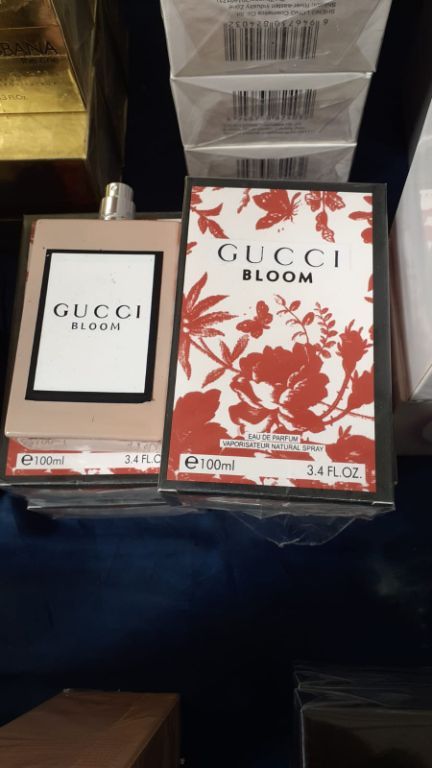 BANA
GUCCI
BLOOM
GUCCI
BLOOM
EAU DE PARFUM
VAPORISATEUR NATURAL SPRAY
e100ml 3.4 FL.O
e100ml 3.4 FL.OZ.